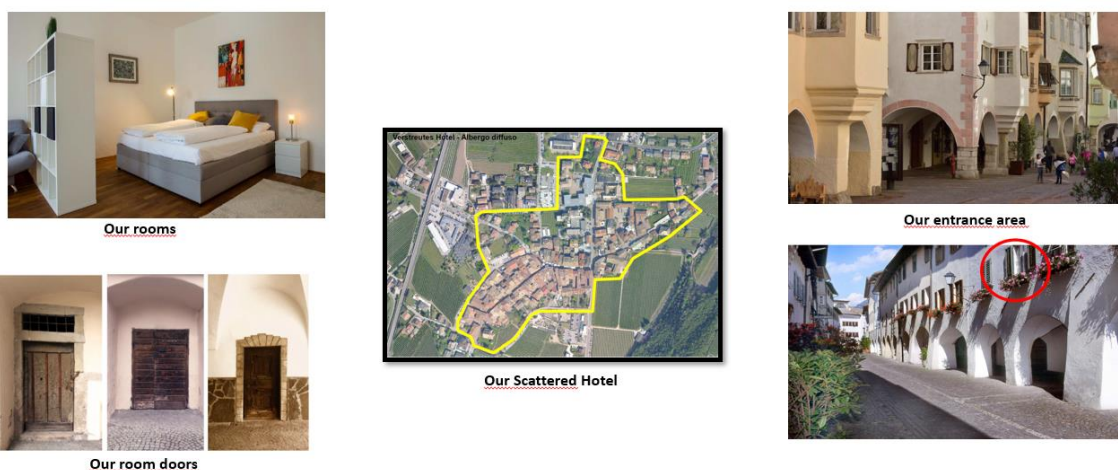 Verstreutes Hotel - Albergo diffuso
Our rooms
Our entrance area
Our Scattered Hotel
Our room doors